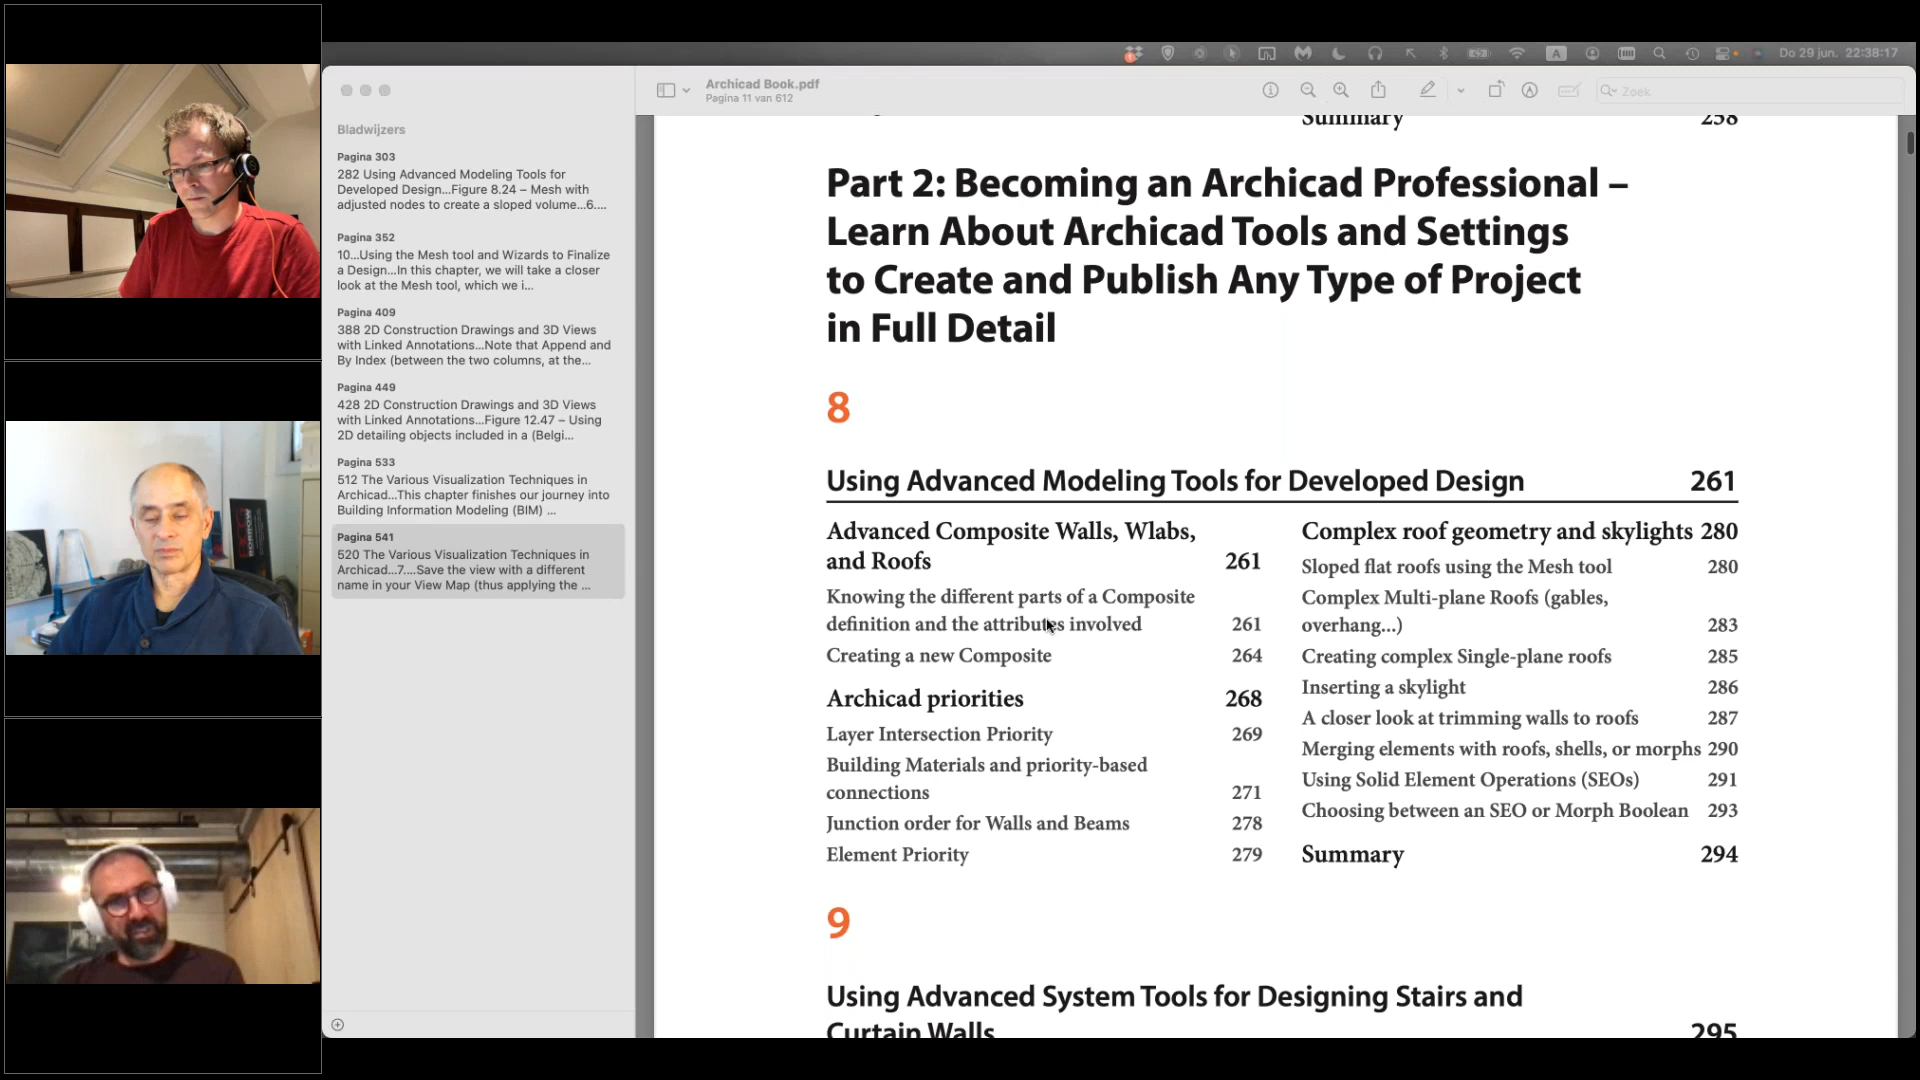 Do 29 jun. 22:38:17
Archicad Book.pdf
Pagina 11 van 612
Zoek
Bladwijzers
Pagina 303
282 Using Advanced Modeling Tools for
Developed Design...Figure 8.24 – Mesh with
adjusted nodes to create a sloped volume...6....
Pagina 352
10...Using the Mesh tool and Wizards to Finalize
a Design...In this chapter, we will take a closer
look at the Mesh tool, which we i...
Pagina 409
388 2D Construction Drawings and 3D Views
with Linked Annotations...Note that Append and
By Index (between the two columns, at the...
Pagina 449
428 2D Construction Drawings and 3D Views
with Linked Annotations...Figure 12.47 – Using
2D detailing objects included in a (Belgi...
Pagina 533
512 The Various Visualization Techniques in
Archicad...This chapter finishes our journey into
Building Information Modeling (BIM) ...
Pagina 541
520 The Various Visualization Techniques in
Archicad...7....Save the view with a different
name in your View Map (thus applying the ...
Summary 258
Part 2: Becoming an Archicad Professional –
Learn About Archicad Tools and Settings
to Create and Publish Any Type of Project
in Full Detail
8
Using Advanced Modeling Tools for Developed Design 261
Advanced Composite Walls, Wlabs,
and Roofs 261
Knowing the different parts of a Composite
definition and the attributes involved 261
Creating a new Composite 264
Archicad priorities 268
Layer Intersection Priority 269
Building Materials and priority-based
connections 271
Junction order for Walls and Beams 278
Element Priority 279
Complex roof geometry and skylights 280
Sloped flat roofs using the Mesh tool 280
Complex Multi-plane Roofs (gables,
overhang...) 283
Creating complex Single-plane roofs 285
Inserting a skylight 286
A closer look at trimming walls to roofs 287
Merging elements with roofs, shells, or morphs 290
Using Solid Element Operations (SEOs) 291
Choosing between an SEO or Morph Boolean 293
Summary 294
9
Using Advanced System Tools for Designing Stairs and
Curtain Walls 295